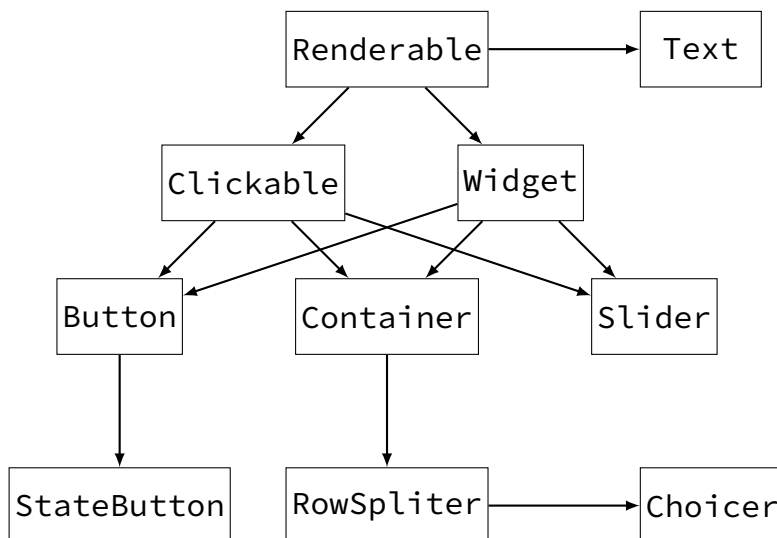 Renderable
Text
Clickable
Widget
Button
Container
Slider
StateButton
RowSpliter
Choicer